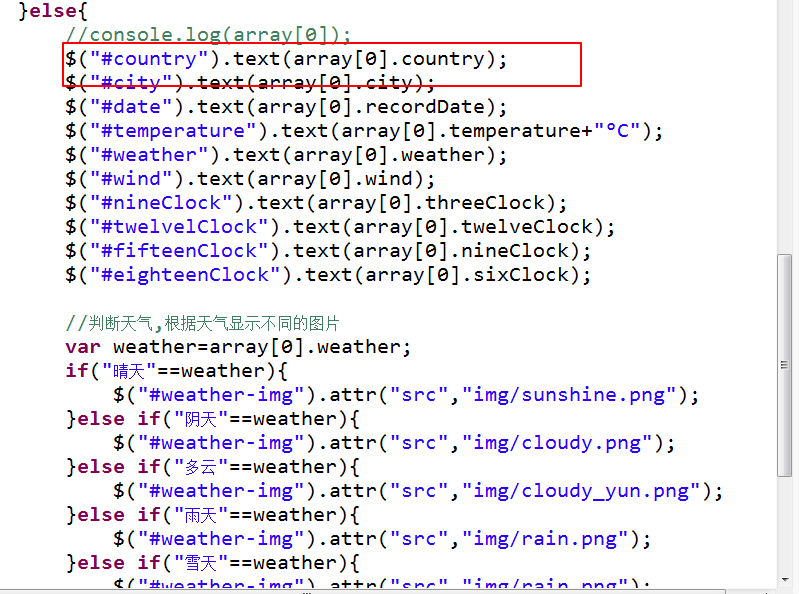 }else{
//console.log(array[0]);
$("#country").text(array[0].country);
$("#city").text(array[0].city);
$("#date").text(array[0].recordDate);
$("#temperature").text(array[0].temperature+"°C");
$("#weather").text(array[0].weather);
$("#wind").text(array[0].wind);
$("#nineClock").text(array[0].threeClock);
$("#twelvelClock").text(array[0].twelveClock);
$("#fifteenClock").text(array[0].nineClock);
$("#eighteenClock").text(array[0].sixClock);
//判断天气,根据天气显示不同的图片
var weather=array[0].weather;
if("晴天"==weather){
$("#weather-img").attr("src","img/sunshine.png");
}else if("阴天"==weather){
$("#weather-img").attr("src","img/cloudy.png");
}else if("多云"==weather){
$("#weather-img").attr("src","img/cloudy_yun.png");
}else if("雨天"==weather){
$("#weather-img").attr("src","img/rain.png");
}else if("雪天"==weather){
$("#weather-img").attr("src","img/rain.png");